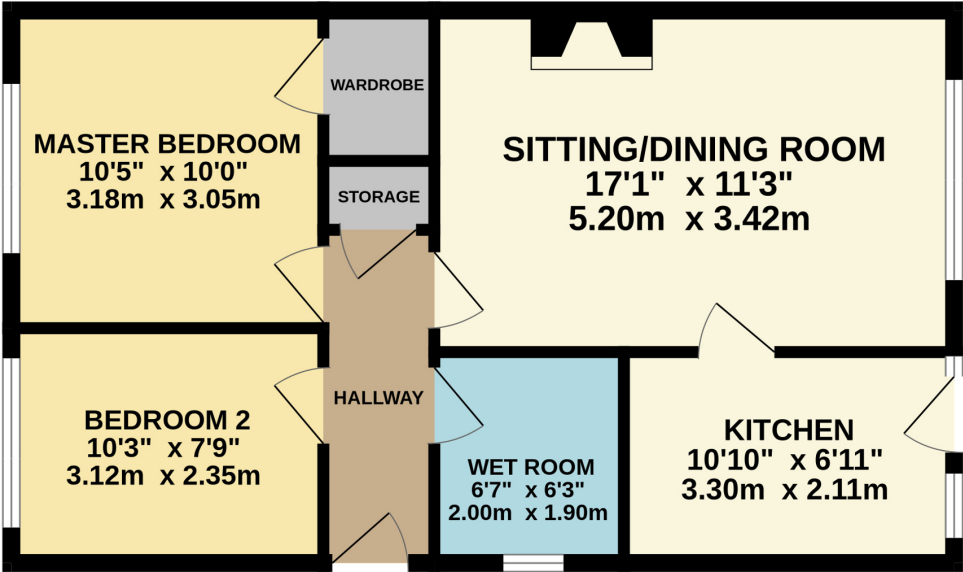 MASTER BEDROOM
10'5" x 10'0"
3.18m x 3.05m
WARDROBE
STORAGE
SITTING/DINING ROOM
17'1" x 11'3"
5.20m x 3.42m
BEDROOM 2
10'3" x 7'9"
3.12m x 2.35m
HALLWAY
WET ROOM
6'7" x 6'3"
2.00m x 1.90m
KITCHEN
10'10" x 6'11"
3.30m x 2.11m